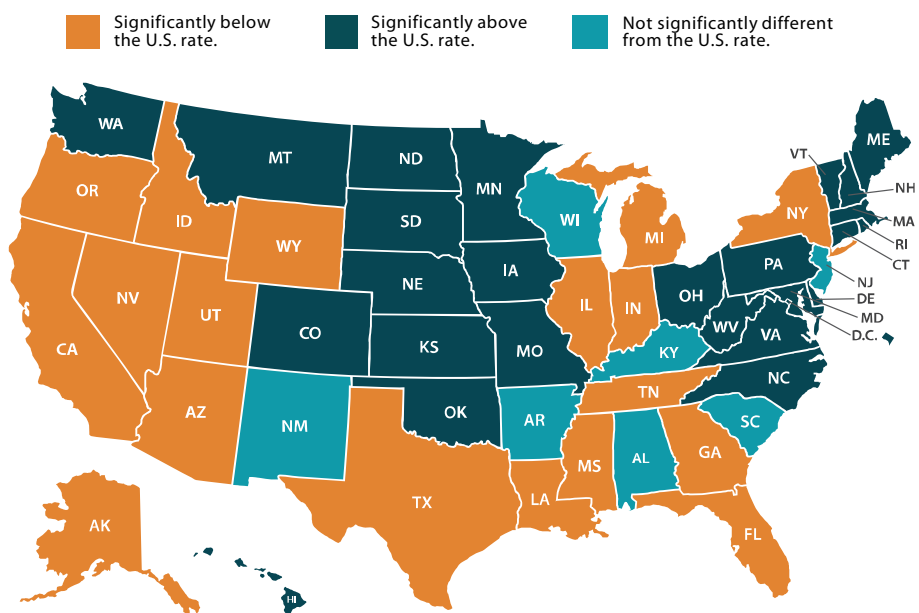 Significantly below
the U.S. rate.
Significantly above
the U.S. rate.
Not significantly different
from the U.S. rate.
WA
MT
ND
MN
ME
VT
NH
OR
ID
SD
WI
NY
MA
WY
MI
RI
CT
NV
NE
IA
PA
NJ
UT
IL
IN
OH
DE
MD
CA
CO
KS
MO
WV
VA
D.C.
KY
NC
AZ
NM
OK
AR
TN
SC
TX
LA
MS
AL
GA
AK
FL
HI